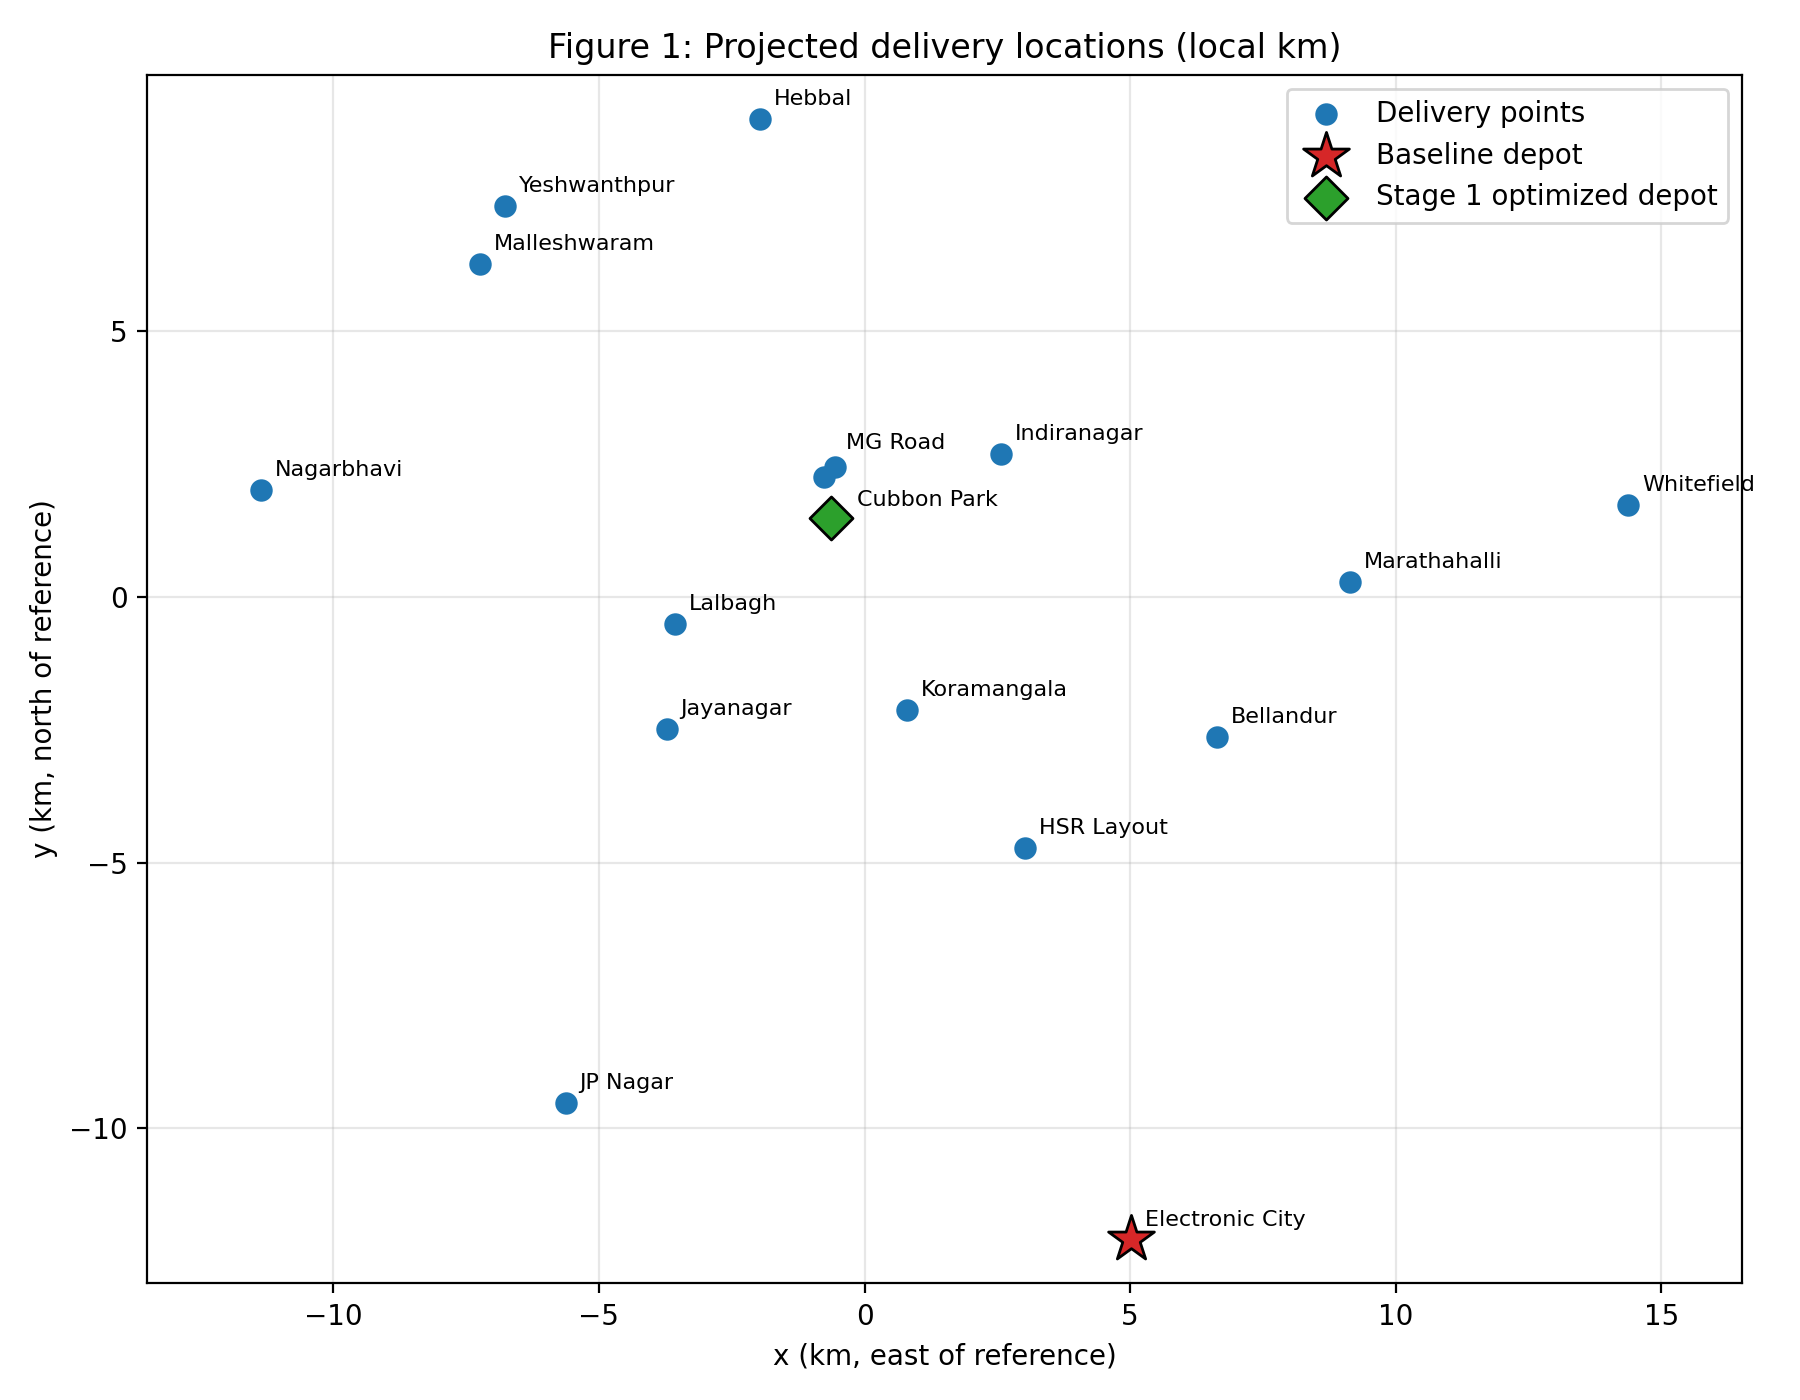 Figure 1: Projected delivery locations (local km)
Delivery points
Baseline depot
Stage 1 optimized depot
Hebbal
Yeshwanthpur
Malleshwaram
MG Road
Indiranagar
Nagarbhavi
Cubbon Park
Whitefield
Marathahalli
Lalbagh
Koramangala
Jayanagar
Bellandur
HSR Layout
JP Nagar
Electronic City
5
0
−5
−10
y (km, north of reference)
−10
−5
0
5
10
15
x (km, east of reference)